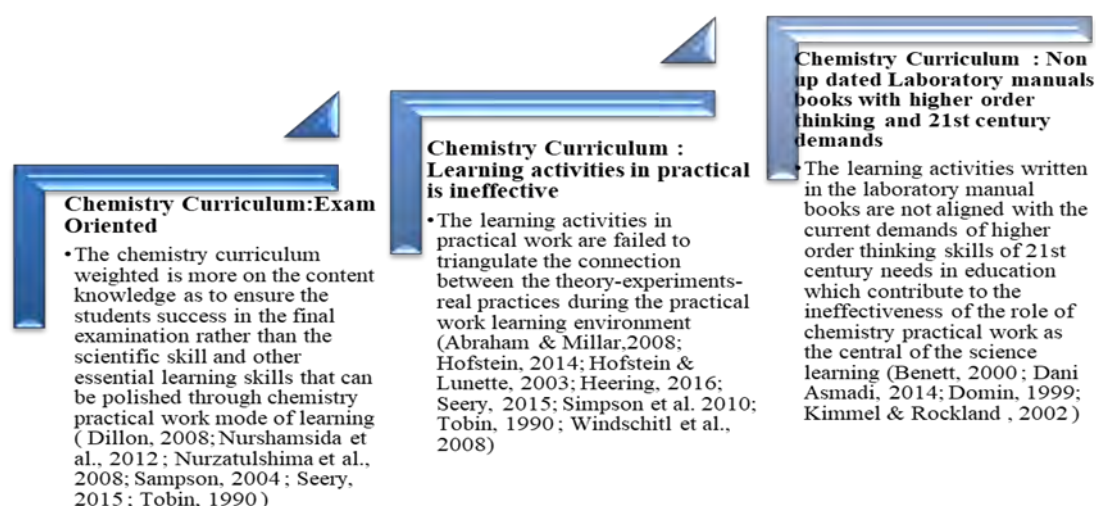 Chemistry Curriculum:Exam
Oriented
•The chemistry curriculum
weighted is more on the content
knowledge as to ensure the
students success in the final
examination rather than the
scientific skill and other
essential learning skills that can
be polished through chemistry
practical work mode of learning
( Dillon, 2008; Nurshamsida et
al., 2012 ; Nurzatulshima et al.,
2008; Sampson, 2004 ; Seery,
2015 ; Tobin, 1990 )
Chemistry Curriculum :
Learning activities in practical
is ineffective
•The learning activities in
practical work are failed to
triangulate the connection
between the theory-experiments-
real practices during the practical
work learning environment
(Abraham & Millar,2008;
Hofstein, 2014; Hofstein &
Lunette, 2003; Heering, 2016;
Seery, 2015; Simpson et al. 2010;
Tobin, 1990 ; Windschitl et al.,
2008)
Chemistry Curriculum : Non
up dated Laboratory manuals
books with higher order
thinking and 21st century
demands
•The learning activities written
in the laboratory manual
books are not aligned with the
current demands of higher
order thinking skills of 21st
century needs in education
which contribute to the
ineffectiveness of the role of
chemistry practical work as
the central of the science
learning (Benett, 2000 ; Dani
Asmadi, 2014; Domin, 1999;
Kimmel & Rockland , 2002 )